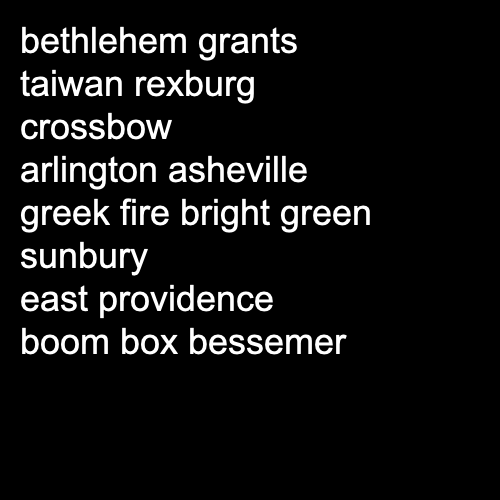 bethlehem grants
taiwan rexburg
crossbow
arlington asheville
greek fire bright green
sunbury
east providence
boom box bessemer